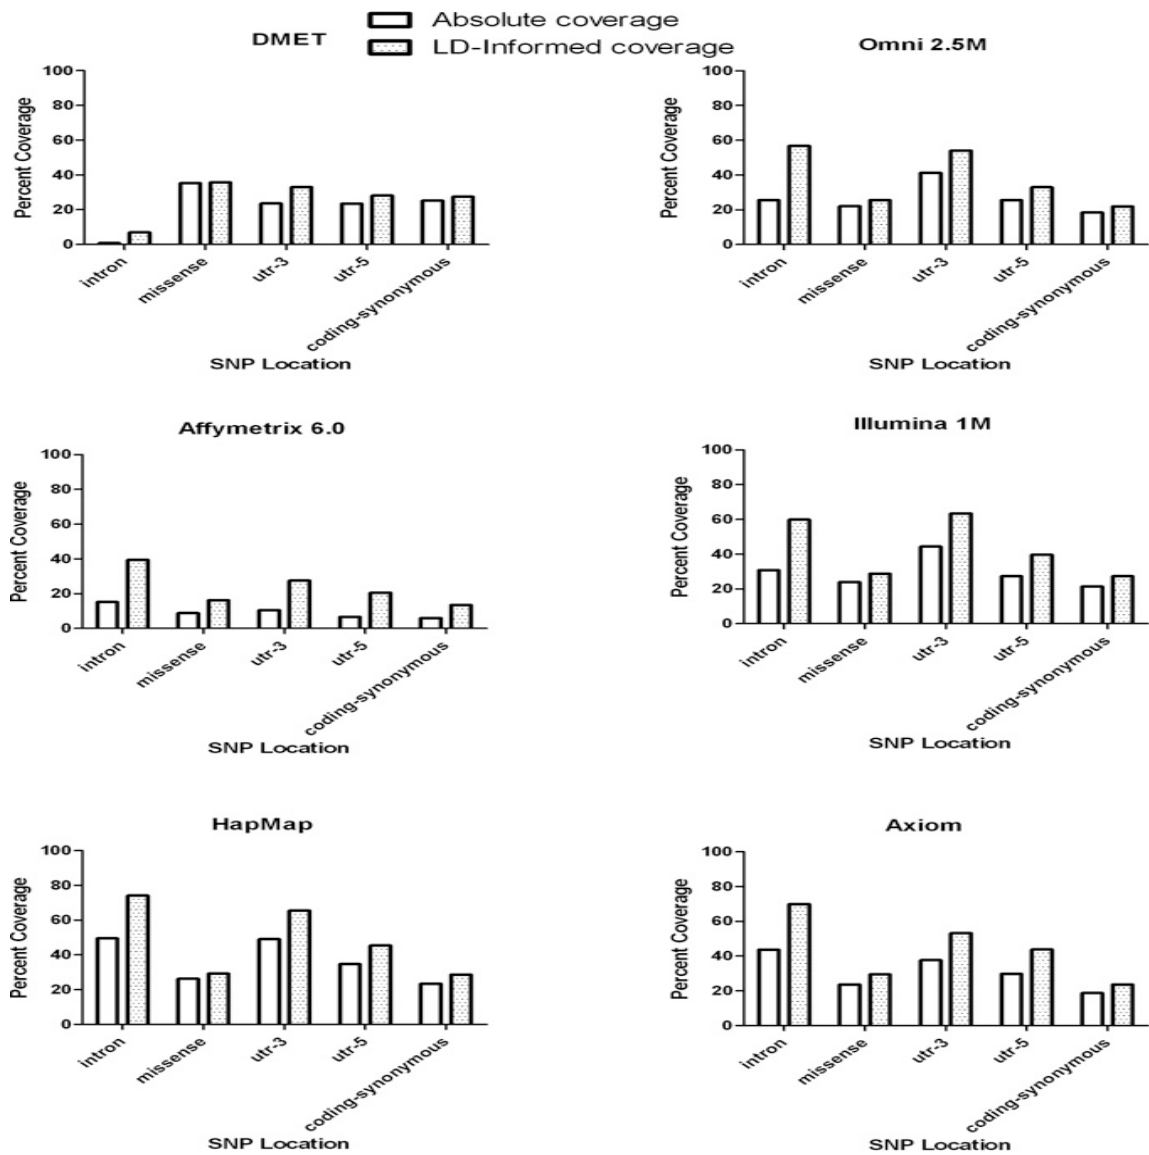 Absolute coverage
LD-Informed coverage
DMET
Percent Coverage
100
80
60
40
20
0
intron
missense
utr-3
utr-5
coding-synonymous
SNP Location
Omni 2.5M
Percent Coverage
100
80
60
40
20
0
intron
missense
utr-3
utr-5
coding-synonymous
SNP Location
Affymetrix 6.0
Percent Coverage
100
80
60
40
20
0
intron
missense
utr-3
utr-5
coding-synonymous
SNP Location
Illumina 1M
Percent Coverage
100
80
60
40
20
0
intron
missense
utr-3
utr-5
coding-synonymous
SNP Location
HapMap
Percent Coverage
100
80
60
40
20
0
intron
missense
utr-3
utr-5
coding-synonymous
SNP Location
Axiom
Percent Coverage
100
80
60
40
20
0
intron
missense
utr-3
utr-5
coding-synonymous
SNP Location